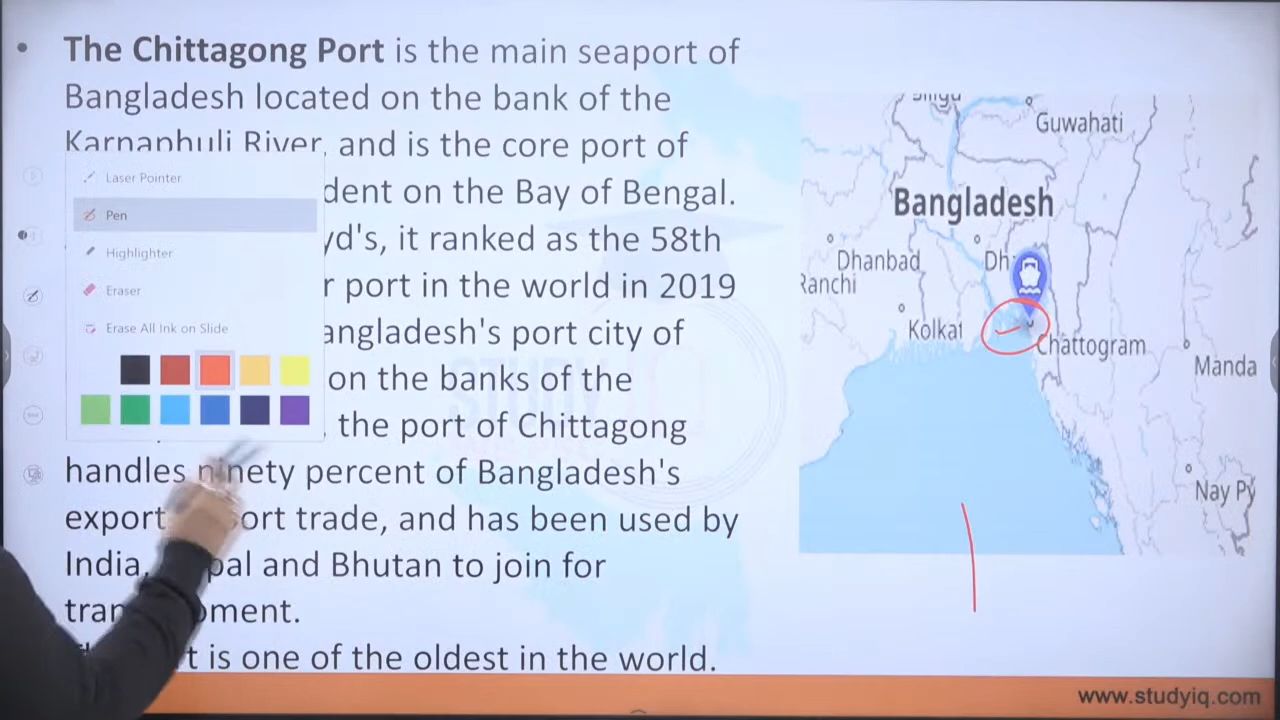 • The Chittagong Port is the main seaport of
Bangladesh located on the bank of the
Karnaphuli River, and is the core port of
dent on the Bay of Bengal.
yd's, it ranked as the 58th
r port in the world in 2019
angladesh's port city of
on the banks of the
, the port of Chittagong
handles ninety percent of Bangladesh's
export ort trade, and has been used by
India, pal and Bhutan to join for
tran ment.
t is one of the oldest in the world.
Laser Pointer
Pen
Highlighter
Eraser
Erase All Ink on Slide
Guwahati
Bangladesh
Dhanbad
Dh
Ranchi
Kolkat
Chattogram
Manda
Nay Py
www.studyiq.com